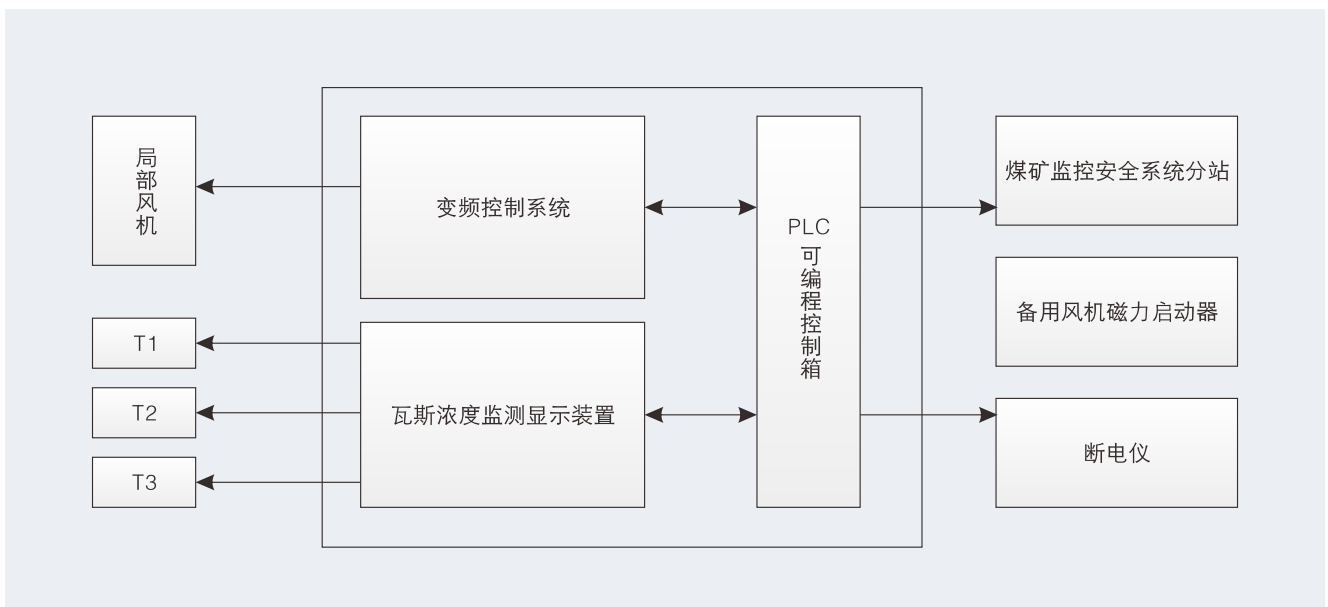 局部风机
变频控制系统
PLC
可编程控制箱
煤矿监控安全系统分站
备用风机磁力启动器
T1
T2
瓦斯浓度监测显示装置
T3
断电仪